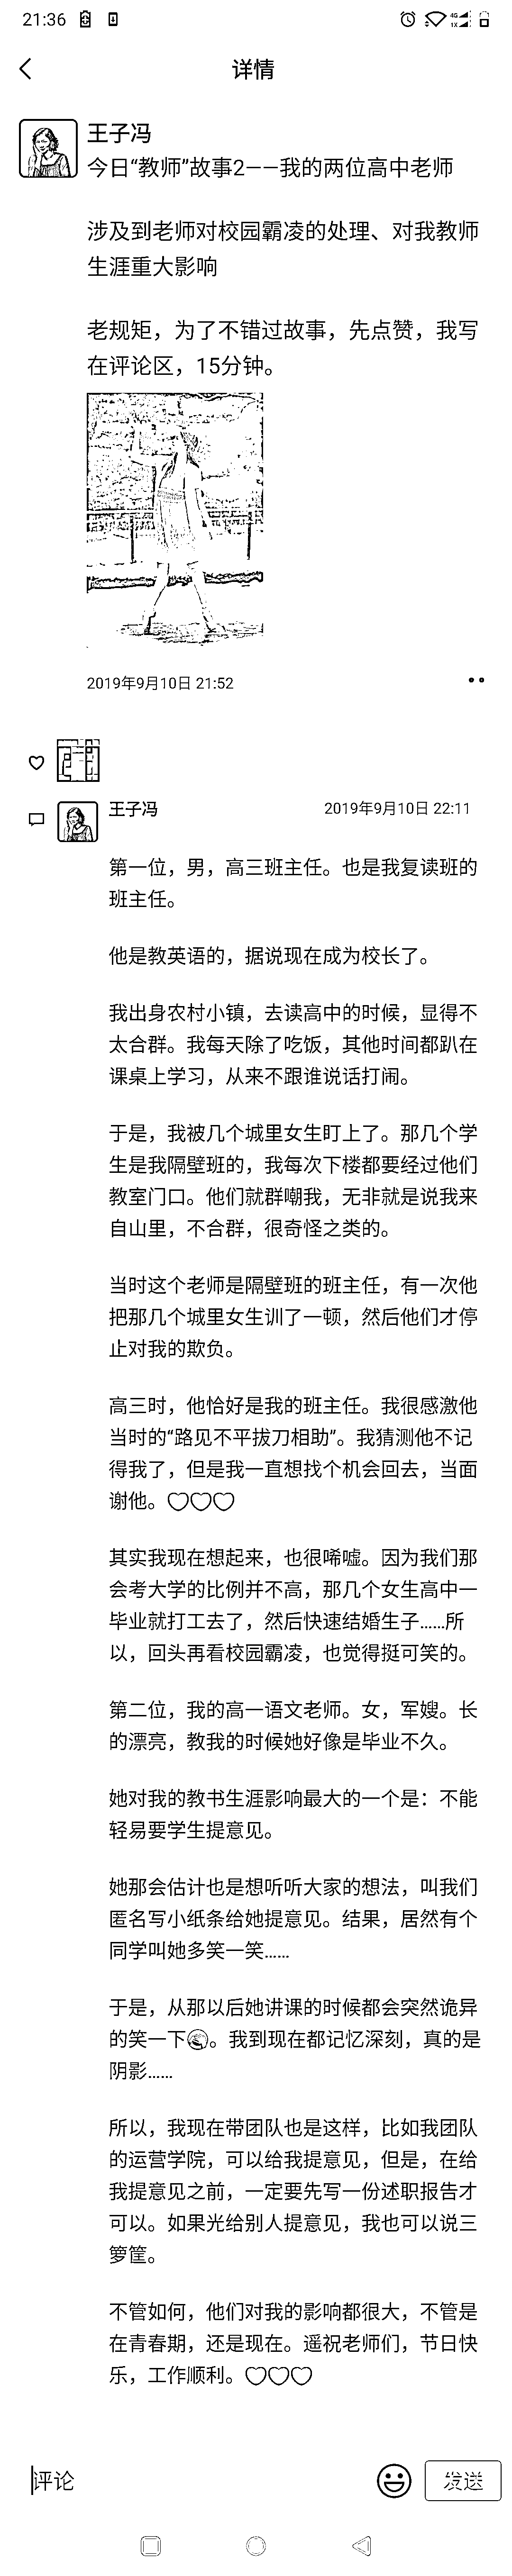 21:36
4G
1X
详情
王子冯
今日“教师”故事2——我的两位高中老师
涉及到老师对校园霸凌的处理、对我教师
生涯重大影响
老规矩，为了不错过故事，先点赞，我写
在评论区，15分钟。
2019年9月10日 21:52
王子冯
2019年9月10日 22:11
第一位，男，高三班主任。也是我复读班的
班主任。
他是教英语的，据说现在成为校长了。
我出身农村小镇，去读高中的时候，显得不
太合群。我每天除了吃饭，其他时间都趴在
课桌上学习，从来不跟谁说话打闹。
于是，我被几个城里女生盯上了。那几个学
生是我隔壁班的，我每次下楼都要经过他们
教室门口。他们就群嘲我，无非就是说我来
自山里，不合群，很奇怪之类的。
当时这个老师是隔壁班的班主任，有一次他
把那几个城里女生训了一顿，然后他们才停
止对我的欺负。
高三时，他恰好是我的班主任。我很感激他
当时的“路见不平拔刀相助”。我猜测他不记
得我了，但是我一直想找个机会回去，当面
谢他。♡♡♡
其实我现在想起来，也很唏嘘。因为我们那
会考大学的比例并不高，那几个女生高中一
毕业就打工去了，然后快速结婚生子……所
以，回头再看校园霸凌，也觉得挺可笑的。
第二位，我的高一语文老师。女，军嫂。长
的漂亮，教我的时候她好像是毕业不久。
她对我的教书生涯影响最大的一个是：不能
轻易要学生提意见。
她那会估计也是想听听大家的想法，叫我们
匿名写小纸条给她提意见。结果，居然有个
同学叫她多笑一笑……
于是，从那以后她讲课的时候都会突然诡异
的笑一下。我到现在都记忆深刻，真的是
阴影……
所以，我现在带团队也是这样，比如我团队
的运营学院，可以给我提意见，但是，在给
我提意见之前，一定要先写一份述职报告才
可以。如果光给别人提意见，我也可以说三
箩筐。
不管如何，他们对我的影响都很大，不管是
在青春期，还是现在。遥祝老师们，节日快
乐，工作顺利。♡♡♡
评论
发送